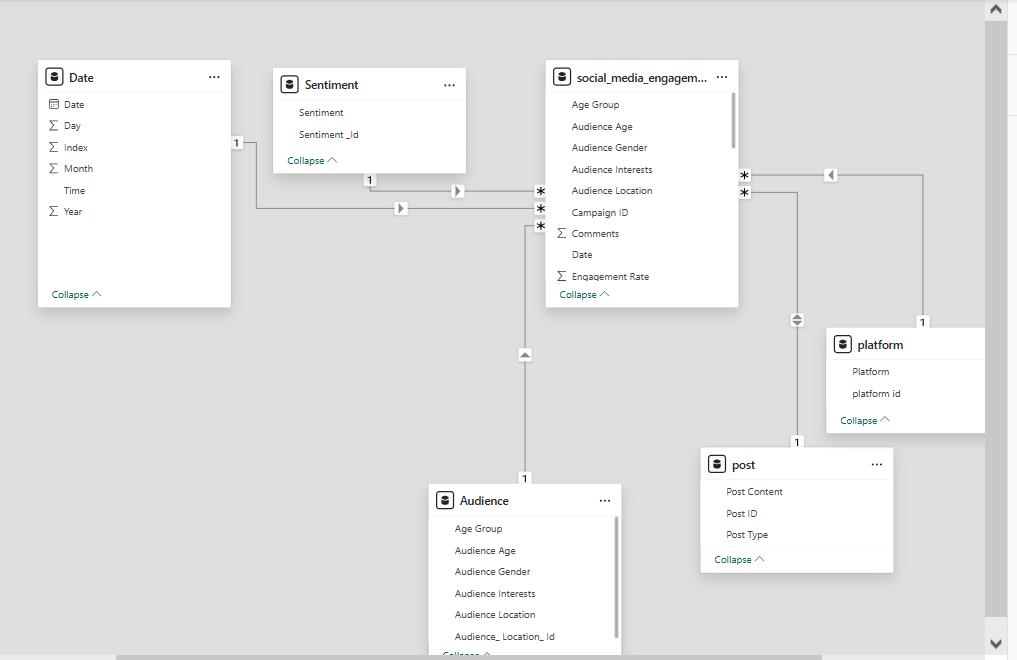 Date
Date
Day
Index
Month
Time
Year
Collapse
1
Sentiment
Sentiment
Sentiment _Id
Collapse
1
social_media_engagem...
Age Group
Audience Age
Audience Gender
Audience Interests
Audience Location
Campaign ID
Comments
Date
Engagement Rate
Collapse
*
*
*
*
*
1
platform
Platform
platform id
Collapse
1
post
Post Content
Post ID
Post Type
Collapse
1
Audience
Age Group
Audience Age
Audience Gender
Audience Interests
Audience Location
Audience_ Location_ Id
Collapse